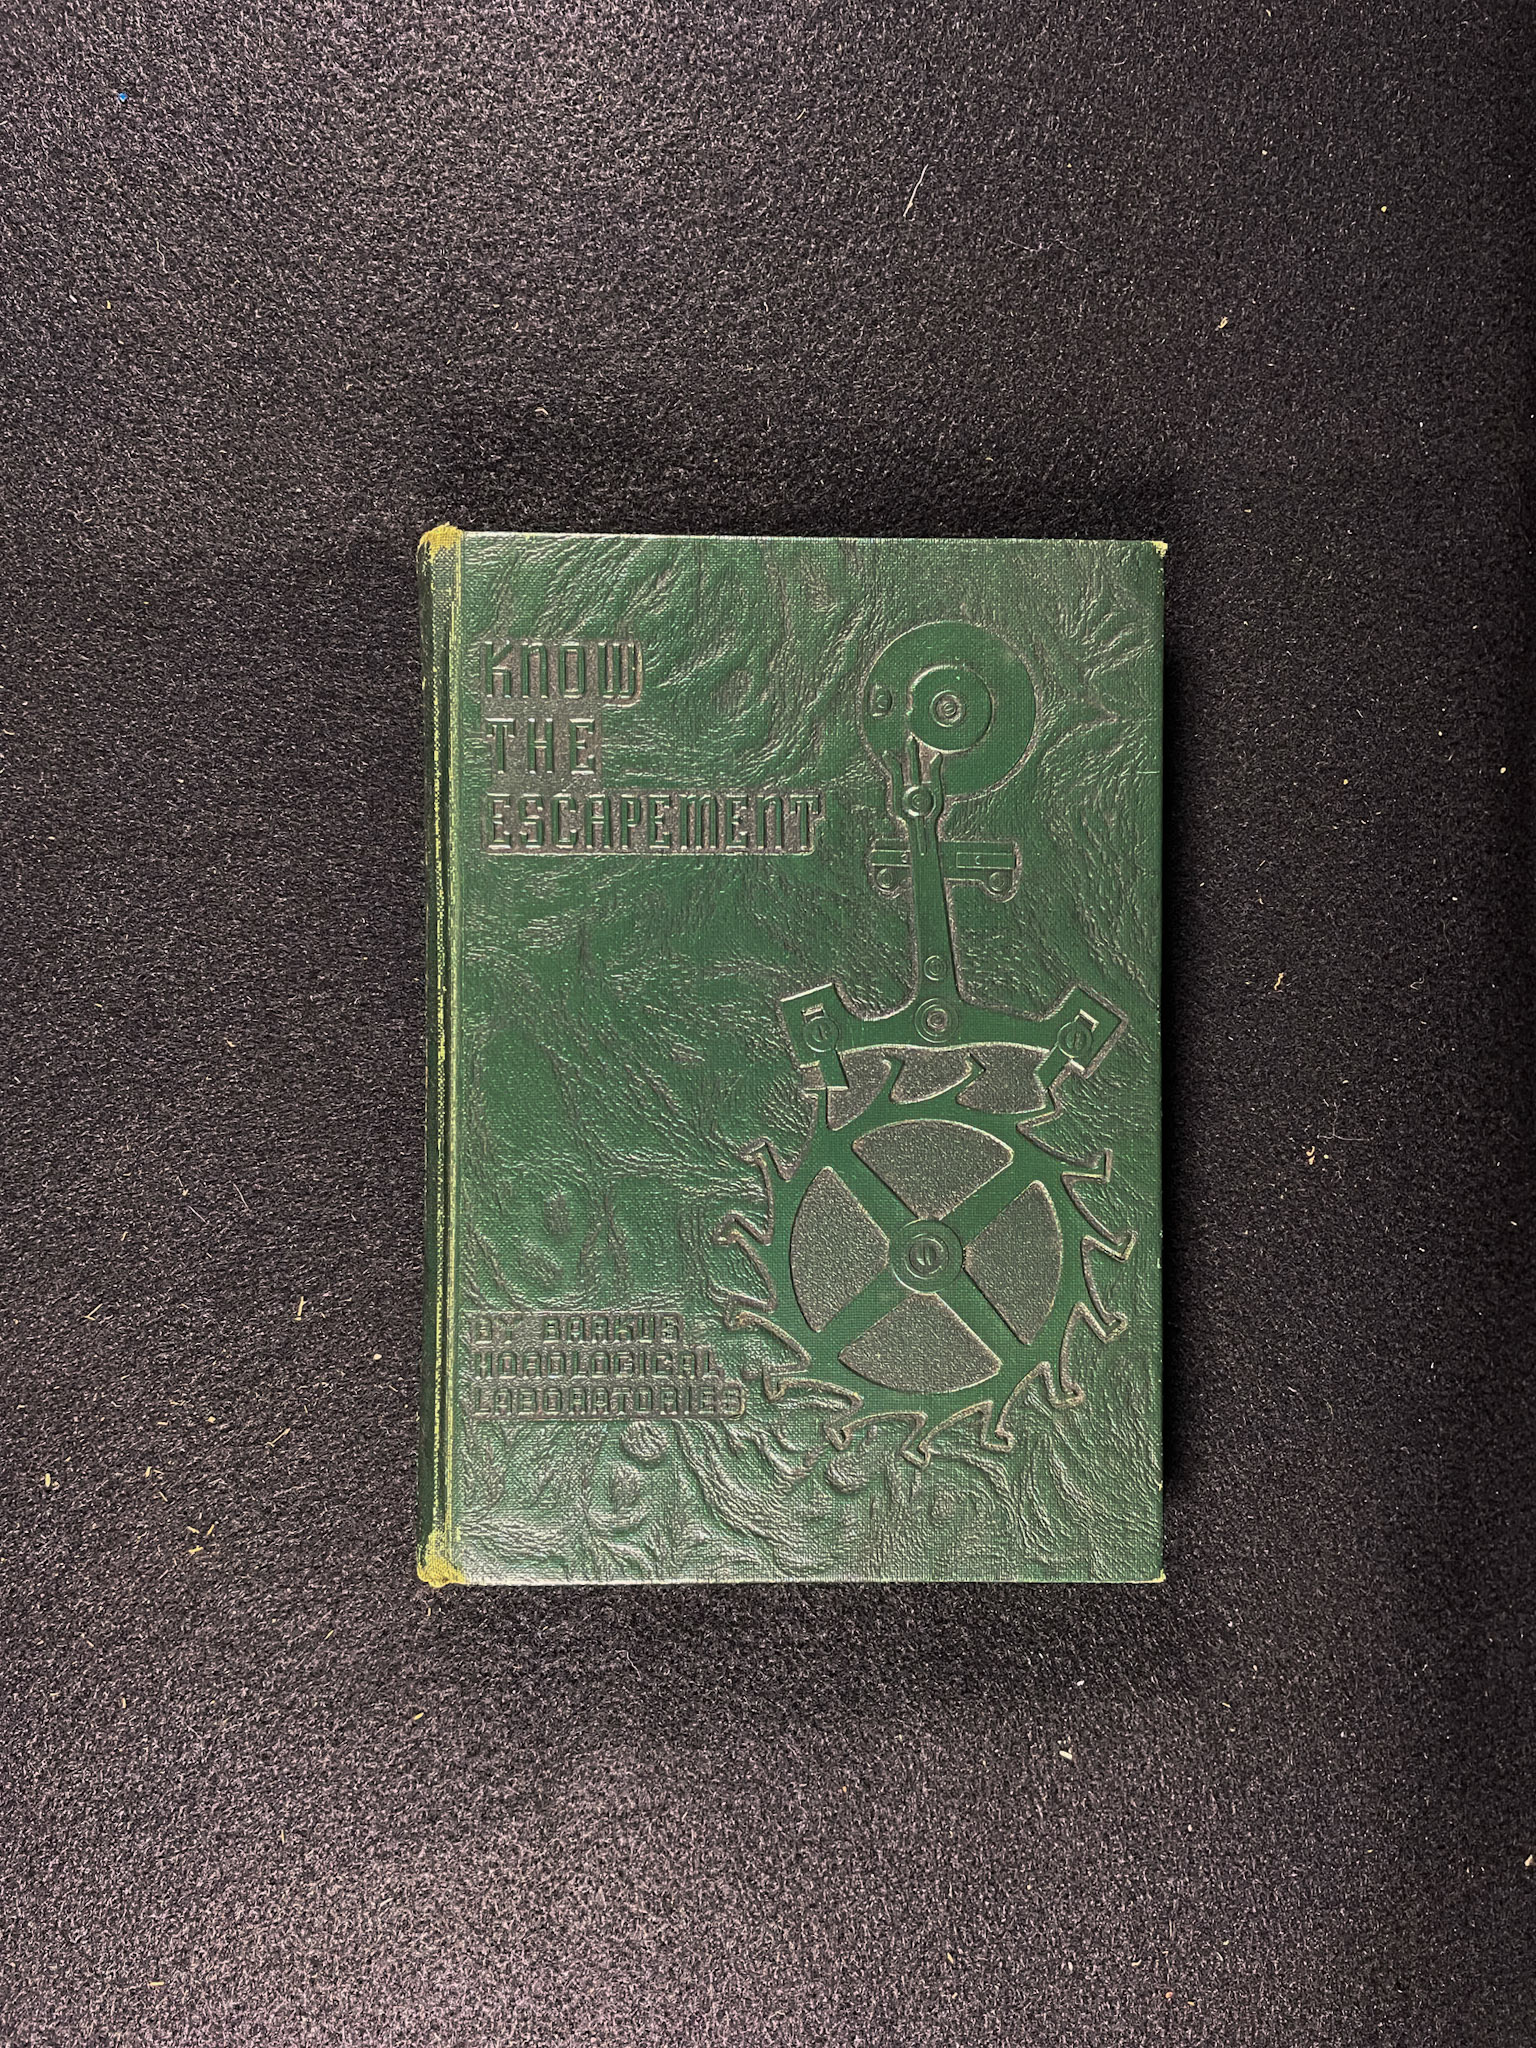 KNOW
THE
ESCAPEMENT
BY BARKUS
HOROLOGICAL
LABORATORIES